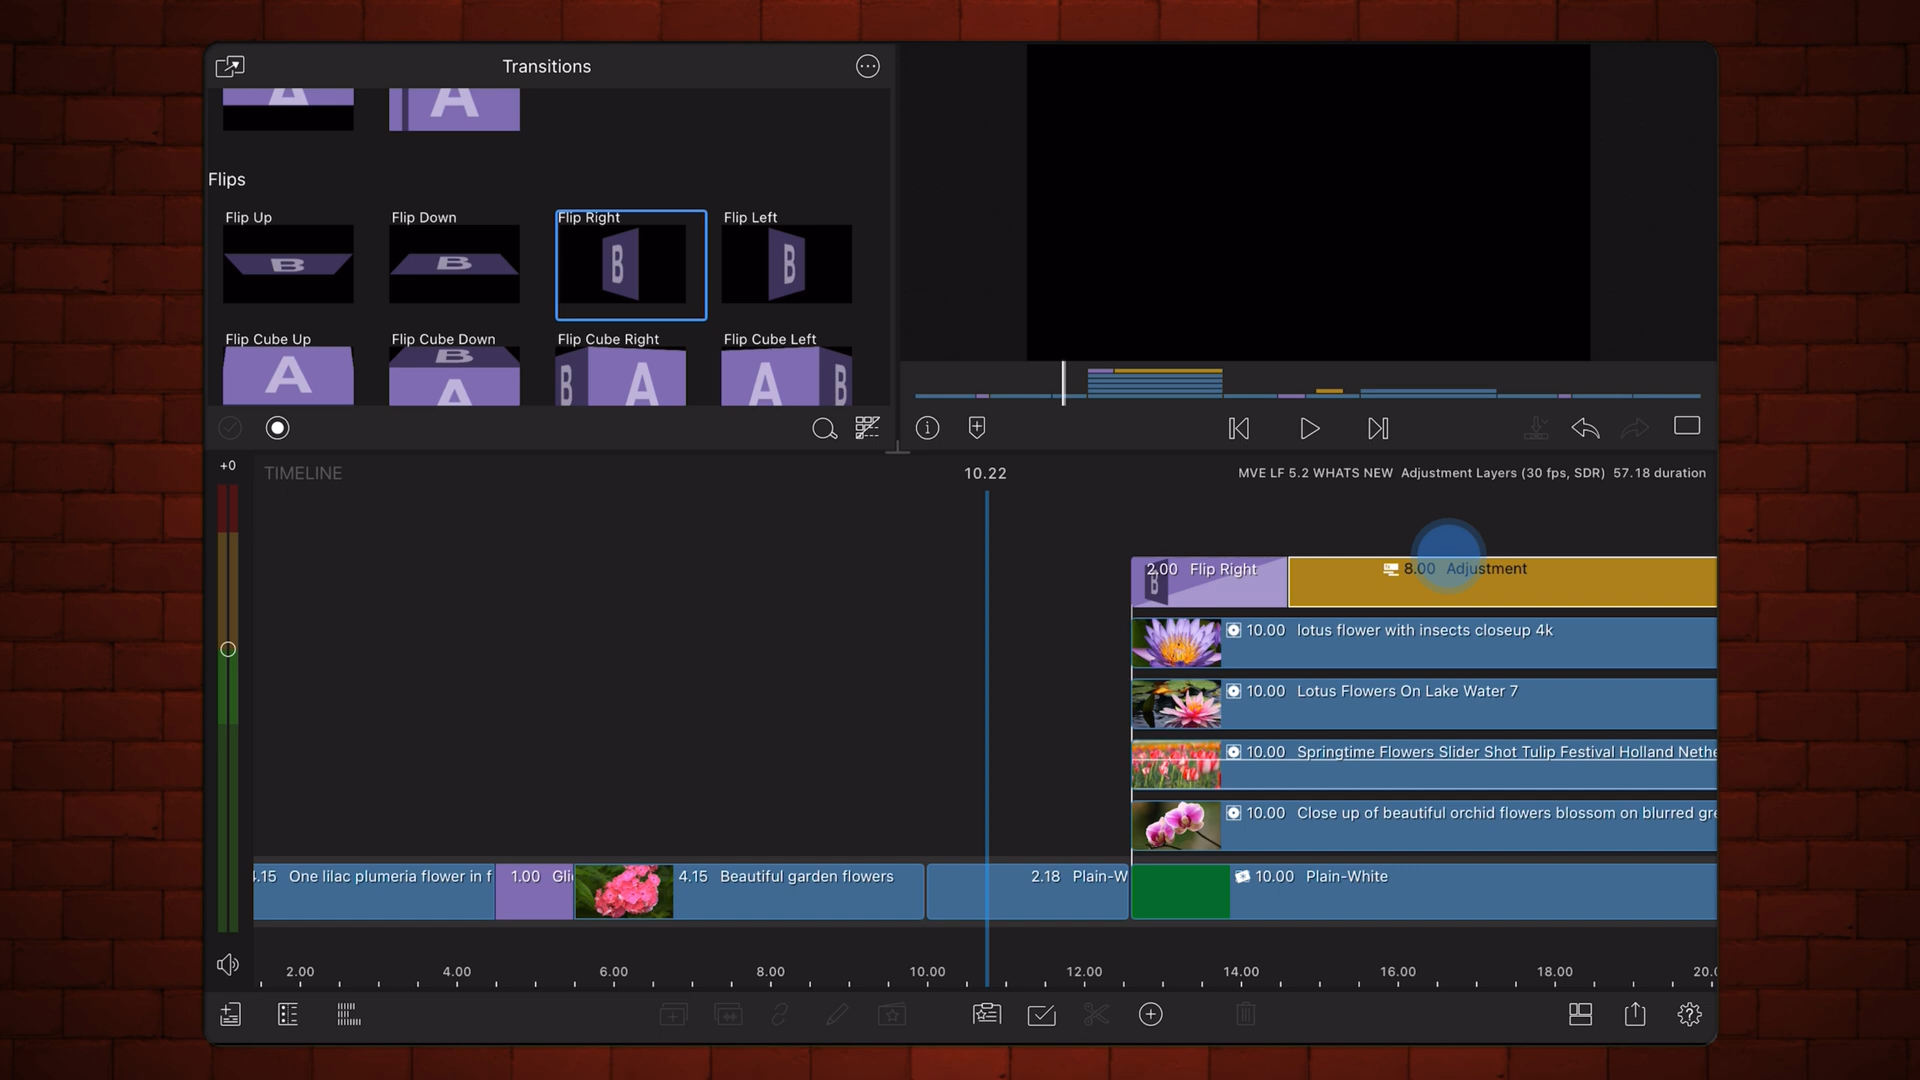 Transitions
A
A
Flips
Flip Up
Flip Down
Flip Right
Flip Left
B
B
B
B
Flip Cube Up
Flip Cube Down
Flip Cube Right
Flip Cube Left
A
B
A
B
A
A
B
+0
TIMELINE
10.22
MVE LF 5.2 WHATS NEW Adjustment Layers (30 fps, SDR) 57.18 duration
2.00 Flip Right
B
8.00 Adjustment
10.00 lotus flower with insects closeup 4k
10.00 Lotus Flowers On Lake Water 7
10.00 Springtime Flowers Slider Shot Tulip Festival Holland Nethe
10.00 Close up of beautiful orchid flowers blossom on blurred gre
.15 One lilac plumeria flower in f
1.00 Gli
4.15 Beautiful garden flowers
2.18 Plain-W
10.00 Plain-White
2.00
4.00
6.00
8.00
10.00
12.00
14.00
16.00
18.00
20.0